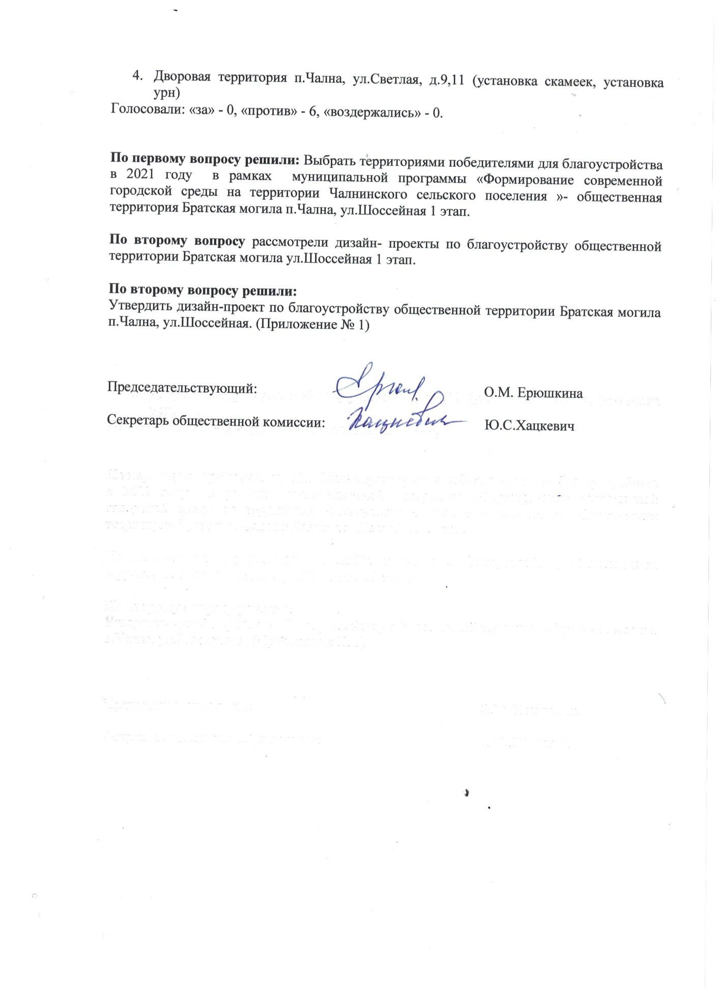 4. Дворовая территория п.Чална, ул.Светлая, д.9,11 (установка скамеек, установка
урн)
Голосовали: «за» - 0, «против» - 6, «воздержались» - 0.
По первому вопросу решили: Выбрать территориями победителями для благоустройства
в 2021 году в рамках муниципальной программы «Формирование современной
городской среды на территории Чалнинского сельского поселения »- общественная
территория Братская могила п.Чална, ул.Шоссейная 1 этап.
По второму вопросу рассмотрели дизайн- проекты по благоустройству общественной
территории Братская могила ул.Шоссейная 1 этап.
По второму вопросу решили:
Утвердить дизайн-проект по благоустройству общественной территории Братская могила
п.Чална, ул.Шоссейная. (Приложение № 1)
Председательствующий: О.М. Ерюшкина
Секретарь общественной комиссии: Ю.С.Хацкевич